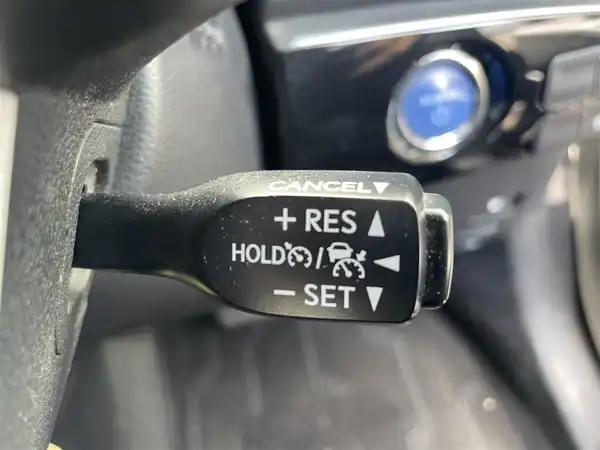 CANCEL▼
+ RES ▲
HOLD / ◀
− SET ▼